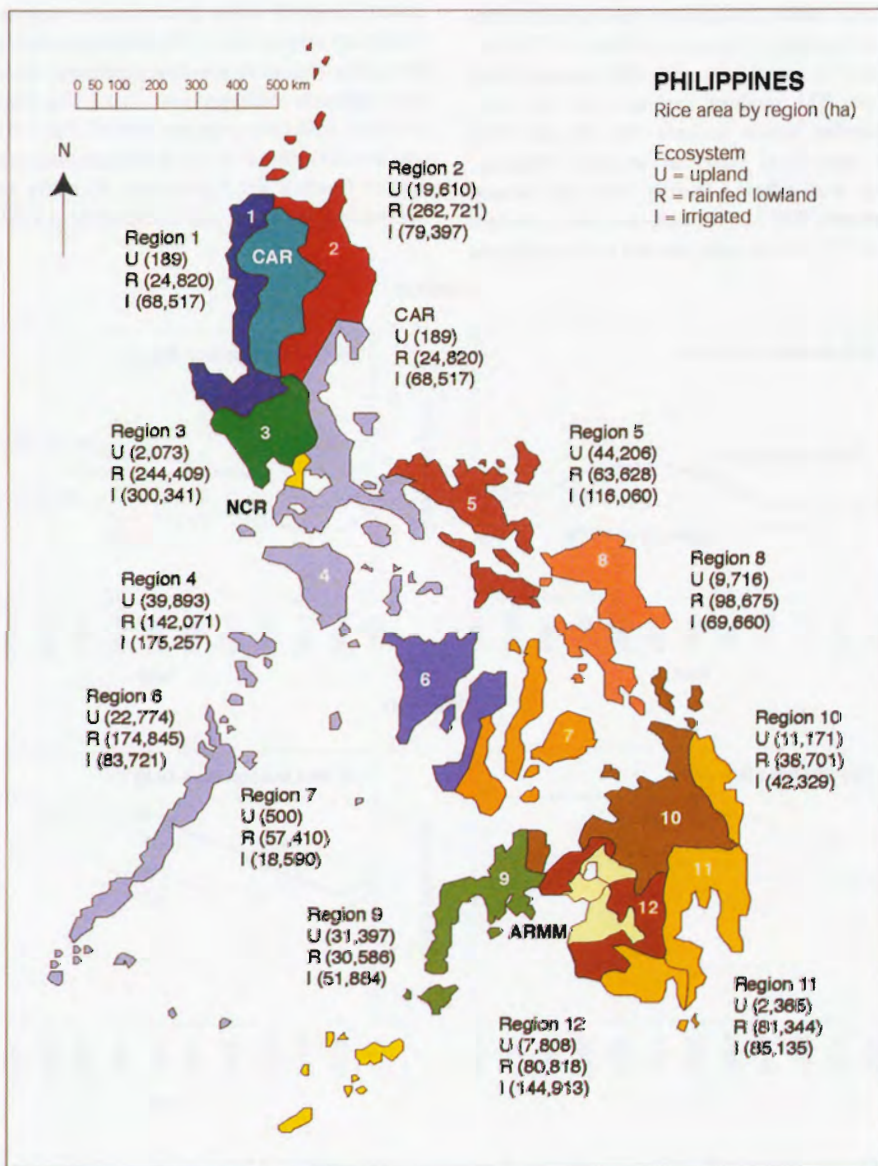 0 100 200 300 400 500 km
PHILIPPINES
Rice area by region (ha)
Ecosystem
U = upland
R = rainfed lowland
I = irrigated
N
Region 2
U (19,610)
R (262,721)
I (79,397)
Region 1
U (189)
R (24,820)
I (68,517)
1
CAR
2
CAR
U (189)
R (24,820)
I (68,517)
Region 3
U (2,073)
R (244,409)
I (300,341)
3
NCR
Region 5
U (44,206)
R (63,628)
I (116,060)
5
8
Region 8
U (9,716)
R (98,675)
I (69,660)
4
Region 4
U (39,893)
R (142,071)
I (175,257)
6
7
Region 6
U (22,774)
R (174,845)
I (83,721)
Region 10
U (11,171)
R (38,701)
I (42,329)
Region 7
U (500)
R (57,410)
I (18,590)
10
9
11
12
ARMM
Region 9
U (31,397)
R (30,586)
I (51,884)
Region 11
U (2,365)
R (81,344)
I (85,135)
Region 12
U (7,808)
R (80,818)
I (144,913)